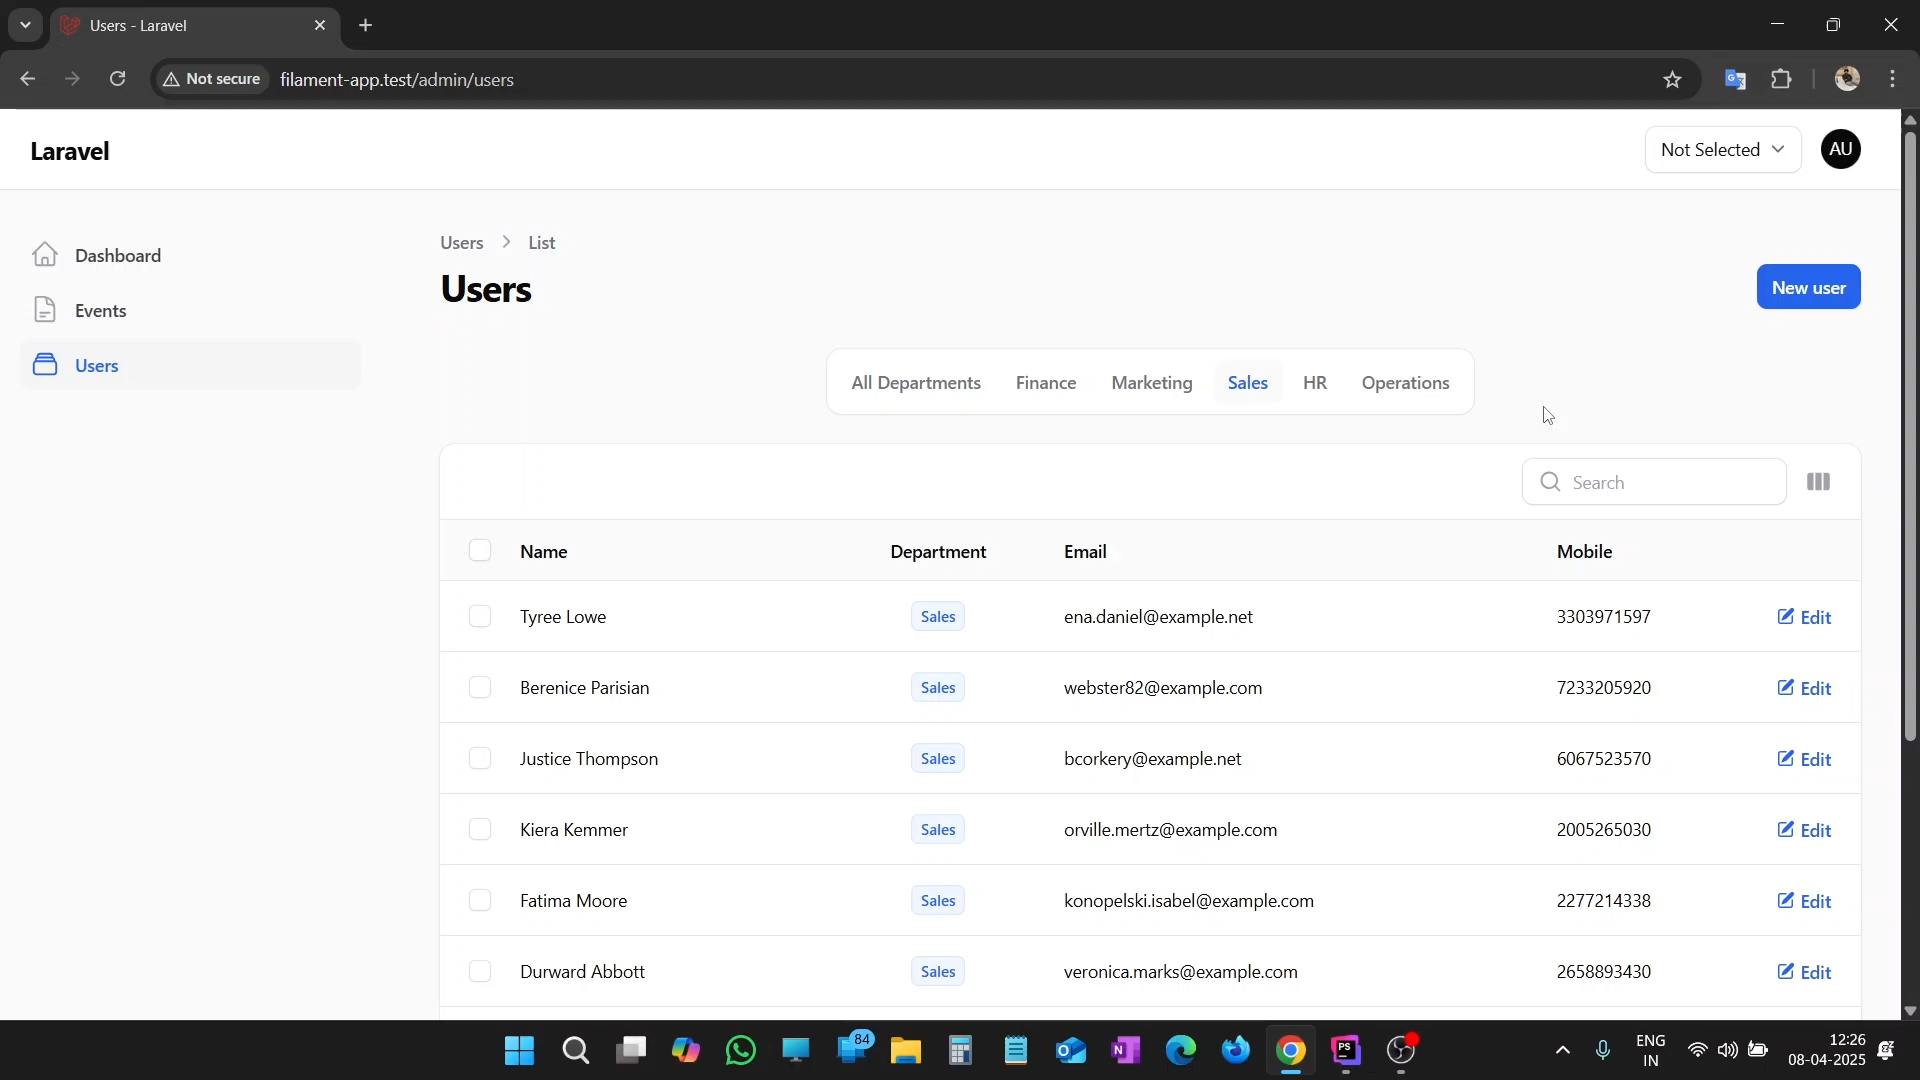 Users - Laravel
Not secure filament-app.test/admin/users
Laravel
Not Selected AU
Dashboard
Events
Users
Users > List
Users
New user
All Departments Finance Marketing Sales HR Operations
Search
Name Department Email Mobile
Tyree Lowe Sales ena.daniel@example.net 3303971597 Edit
Berenice Parisian Sales webster82@example.com 7233205920 Edit
Justice Thompson Sales bcorkery@example.net 6067523570 Edit
Kiera Kemmer Sales orville.mertz@example.com 2005265030 Edit
Fatima Moore Sales konopelski.isabel@example.com 2277214338 Edit
Durward Abbott Sales veronica.marks@example.com 2658893430 Edit
84
PS
ENG
IN
12:26
08-04-2025